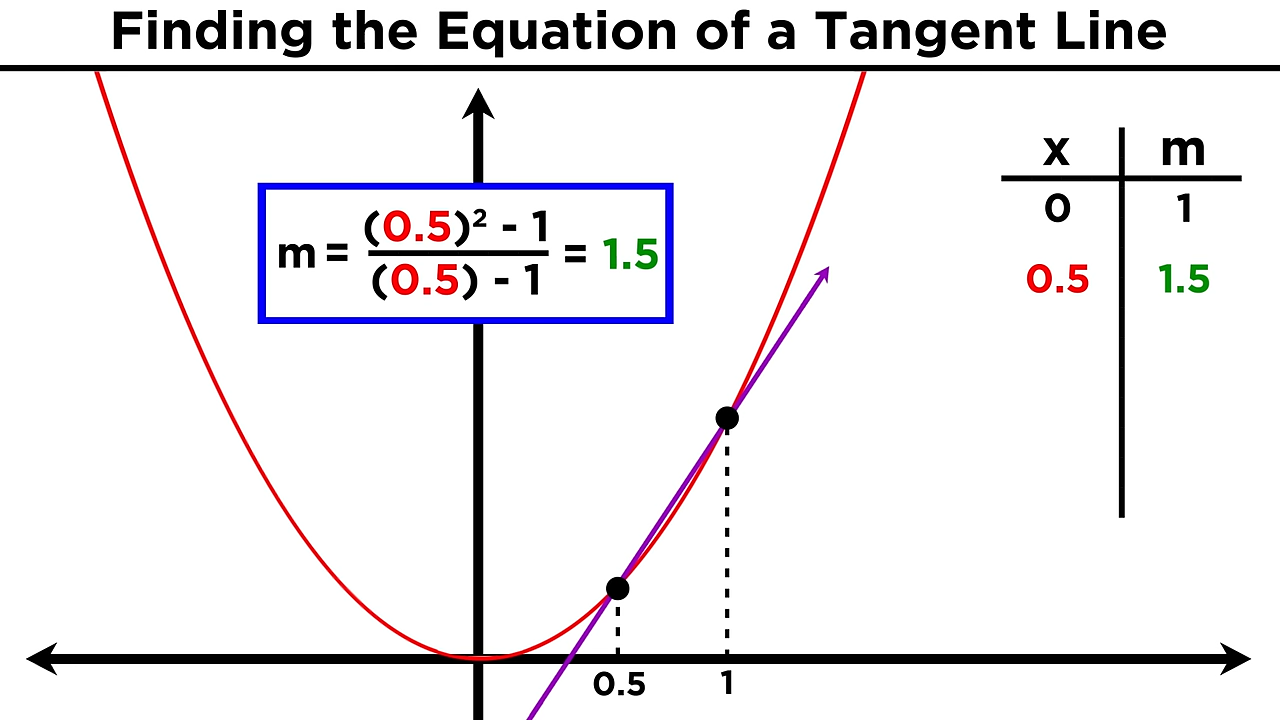 Finding the Equation of a Tangent Line
m = (0.5)² - 1 / (0.5) - 1 = 1.5
x m
0 1
0.5 1.5
0.5 1